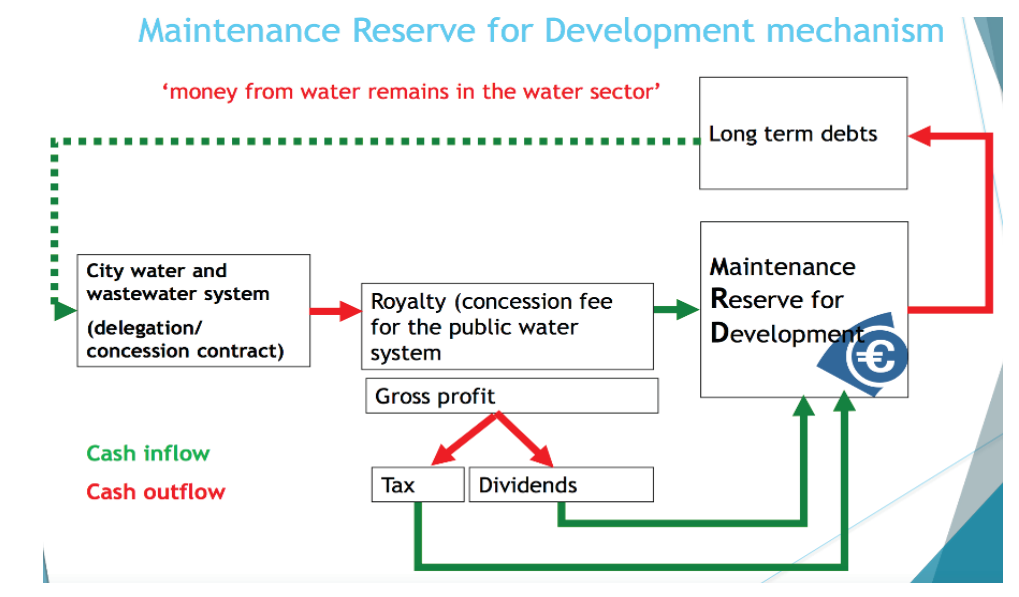 Maintenance Reserve for Development mechanism
‘money from water remains in the water sector’
Long term debts
City water and
wastewater system
(delegation/
concession contract)
Royalty (concession fee
for the public water
system
Maintenance
Reserve for
Development
€
Gross profit
Cash inflow
Cash outflow
Tax
Dividends